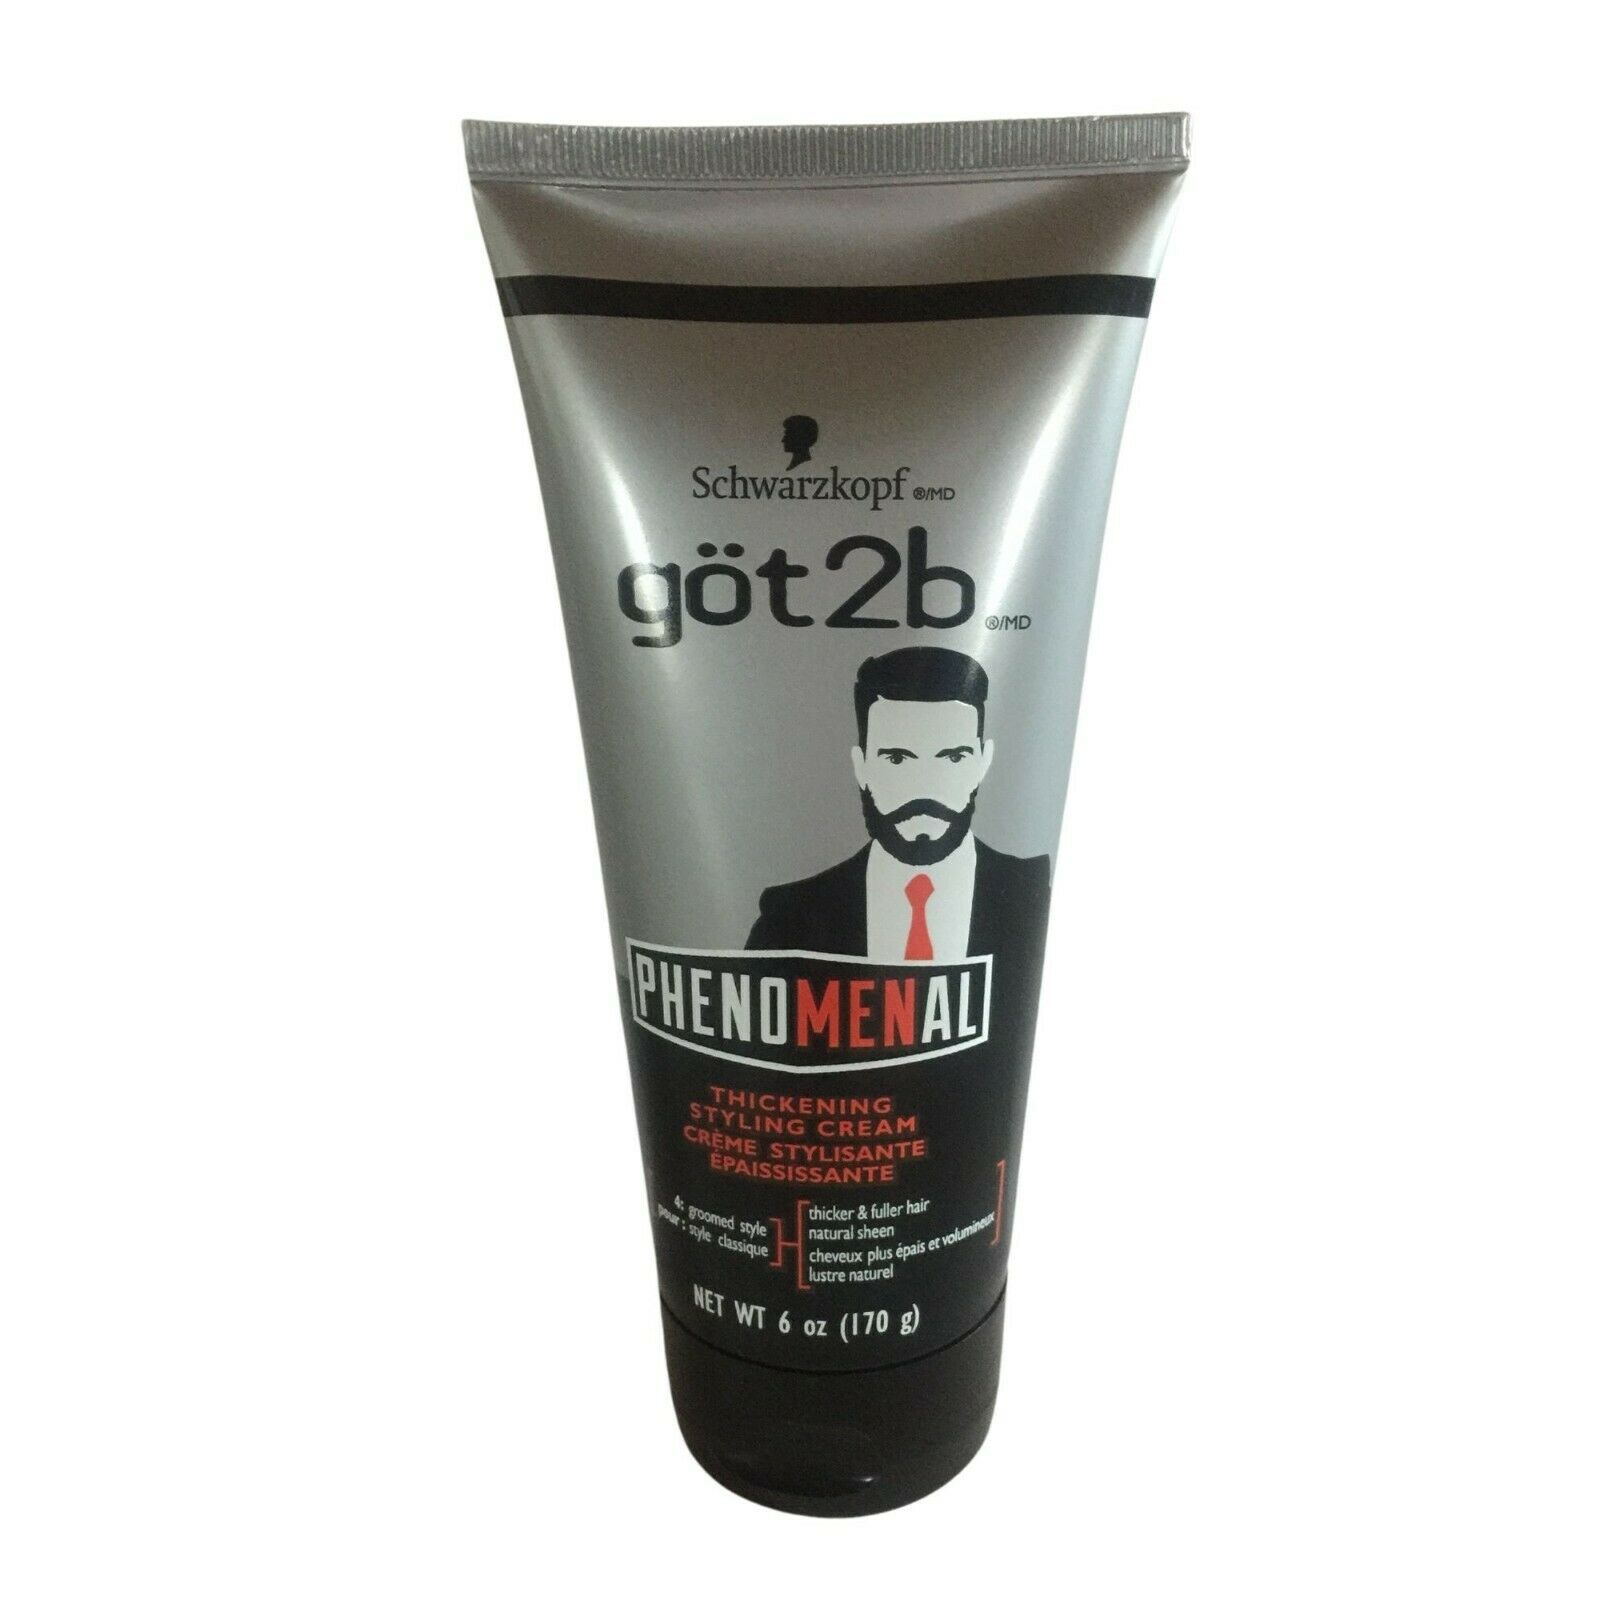 Schwarzkopf ®/MD
göt2b ®/MD
PHENOMENAL
THICKENING
STYLING CREAM
CRÈME STYLISANTE
ÉPAISSISSANTE
4: groomed style
pour : style classique
thicker & fuller hair
natural sheen
cheveux plus épais et volumineux
lustre naturel
NET WT 6 oz (170 g)